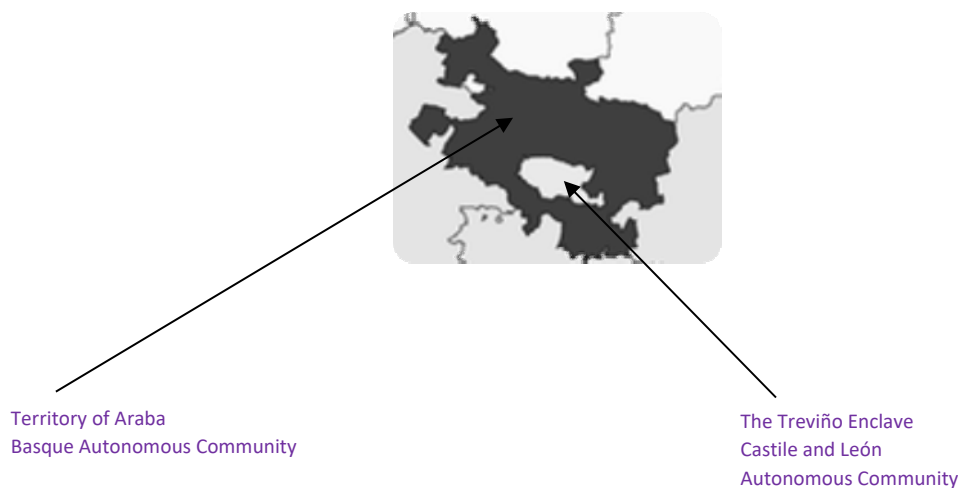 Territory of Araba
Basque Autonomous Community
The Treviño Enclave
Castile and León
Autonomous Community